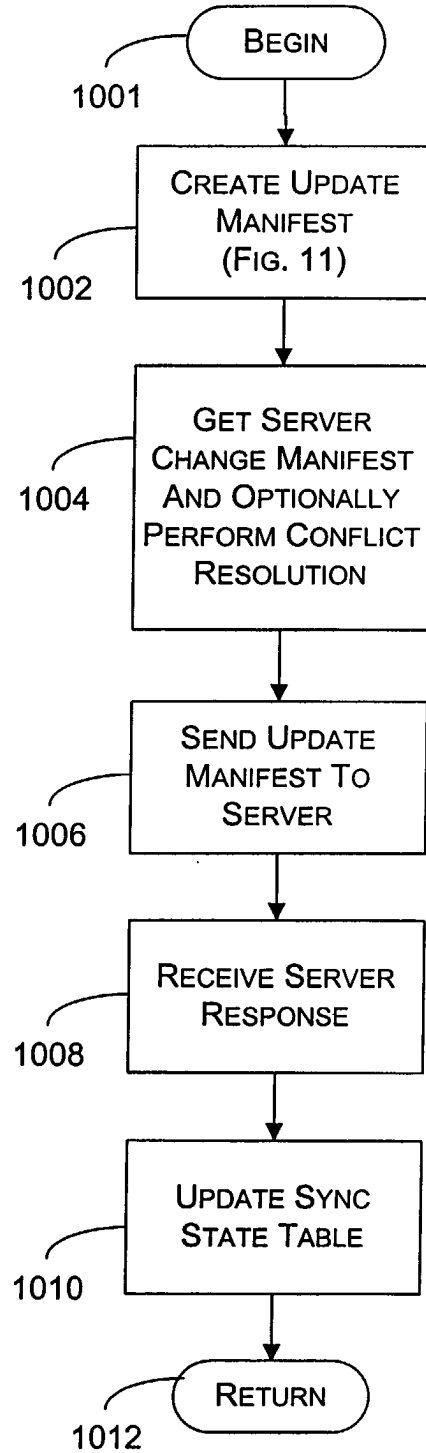 BEGIN
1001
CREATE UPDATE
MANIFEST
(FIG. 11)
1002
GET SERVER
CHANGE MANIFEST
AND OPTIONALLY
PERFORM CONFLICT
RESOLUTION
1004
SEND UPDATE
MANIFEST TO
SERVER
1006
RECEIVE SERVER
RESPONSE
1008
UPDATE SYNC
STATE TABLE
1010
RETURN
1012